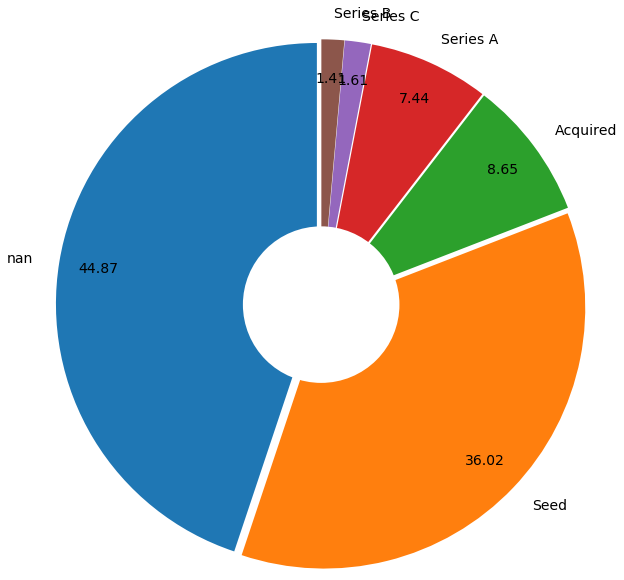 Series B
Series C
Series A
1.41
1.61
7.44
Acquired
8.65
nan
44.87
36.02
Seed